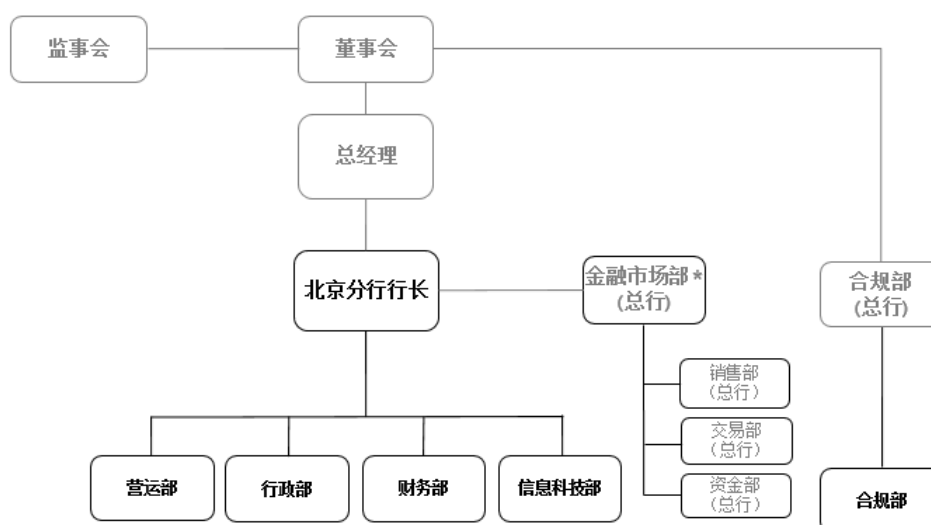 监事会
董事会
总经理
北京分行行长
金融市场部*
(总行)
合规部
(总行)
销售部
（总行）
交易部
（总行）
资金部
（总行）
营运部
行政部
财务部
信息科技部
合规部